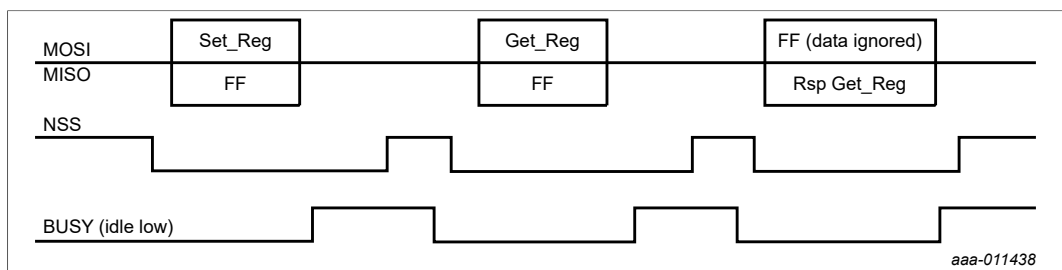 MOSI
MISO
Set_Reg
FF
Get_Reg
FF
FF (data ignored)
Rsp Get_Reg
NSS
BUSY (idle low)
aaa-011438